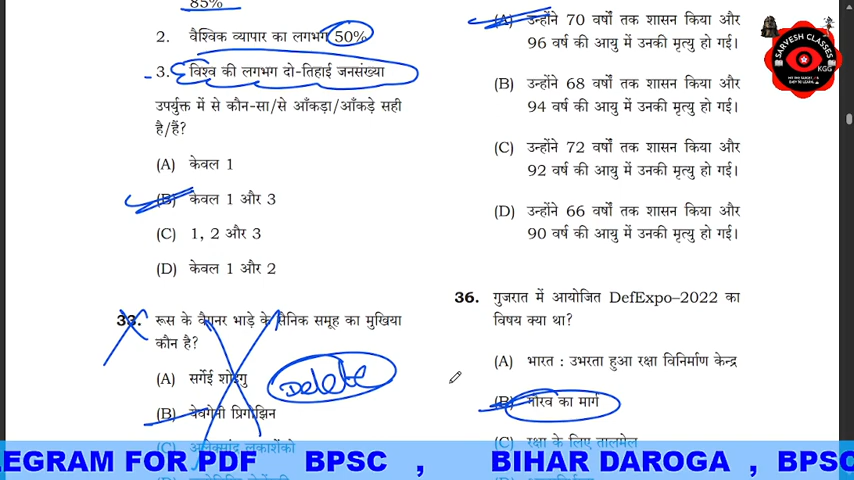 85%
2. वैश्विक व्यापार का लगभग 50%
3. विश्व की लगभग दो-तिहाई जनसंख्या
उपर्युक्त में से कौन-सा/से आँकड़ा/आँकड़े सही
है/हैं?
(A) केवल 1
(B) केवल 1 और 3
(C) 1, 2 और 3
(D) केवल 1 और 2
33. रूस के वैगनर भाड़े के सैनिक समूह का मुखिया
कौन है?
(A) सर्गेई शोइगु
Delete
(B) येवगेनी प्रिगोझिन
(C) अलेक्सांद्र लुकाशेंको
(A) उन्होंने 70 वर्षों तक शासन किया और
96 वर्ष की आयु में उनकी मृत्यु हो गई।
(B) उन्होंने 68 वर्षों तक शासन किया और
94 वर्ष की आयु में उनकी मृत्यु हो गई।
(C) उन्होंने 72 वर्षों तक शासन किया और
92 वर्ष की आयु में उनकी मृत्यु हो गई।
(D) उन्होंने 66 वर्षों तक शासन किया और
90 वर्ष की आयु में उनकी मृत्यु हो गई।
36. गुजरात में आयोजित DefExpo–2022 का
विषय क्या था?
(A) भारत : उभरता हुआ रक्षा विनिर्माण केन्द्र
(B) गौरव का मार्ग
(C) रक्षा के लिए तालमेल
SARVESH CLASSES
KGG
LEGRAM FOR PDF BPSC , BIHAR DAROGA , BPSC